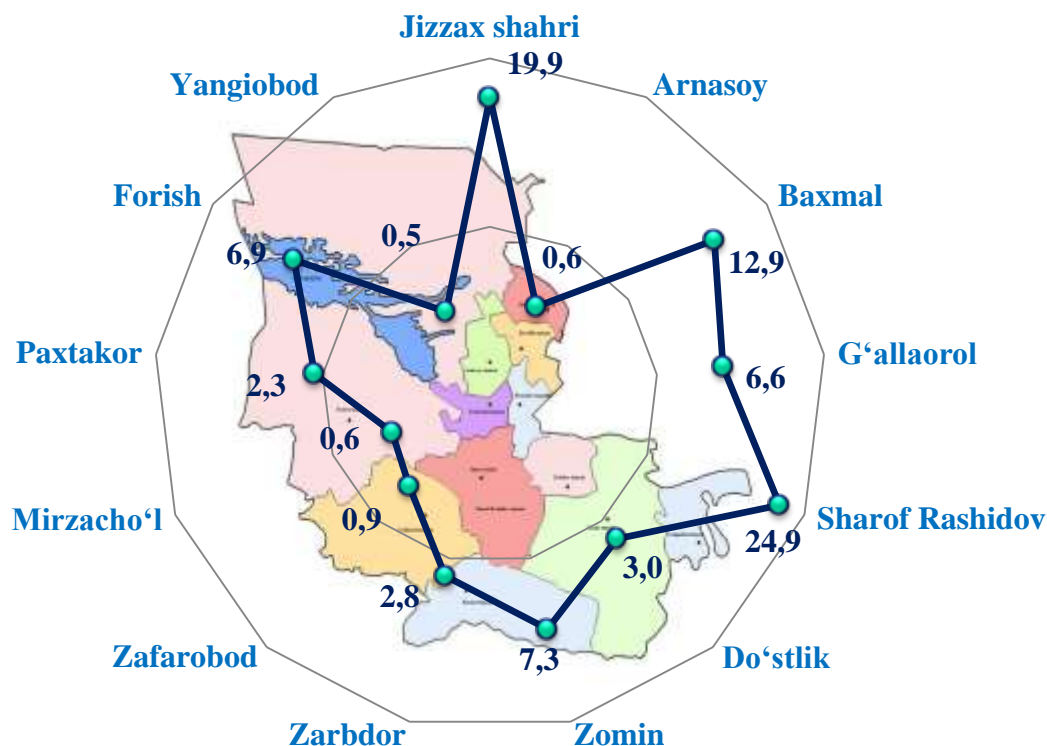 Jizzax shahri
19,9
Yangiobod
Arnasoy
Forish
Baxmal
0,5
0,6
6,9
12,9
Paxtakor
G‘allaorol
2,3
6,6
0,6
Mirzacho‘l
Sharof Rashidov
0,9
24,9
3,0
2,8
Zafarobod
7,3
Do‘stlik
Zarbdor
Zomin